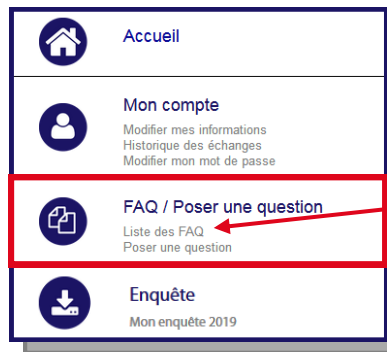 Accueil
Mon compte
Modifier mes informations
Historique des échanges
Modifier mon mot de passe
FAQ / Poser une question
Liste des FAQ
Poser une question
Enquête
Mon enquête 2019